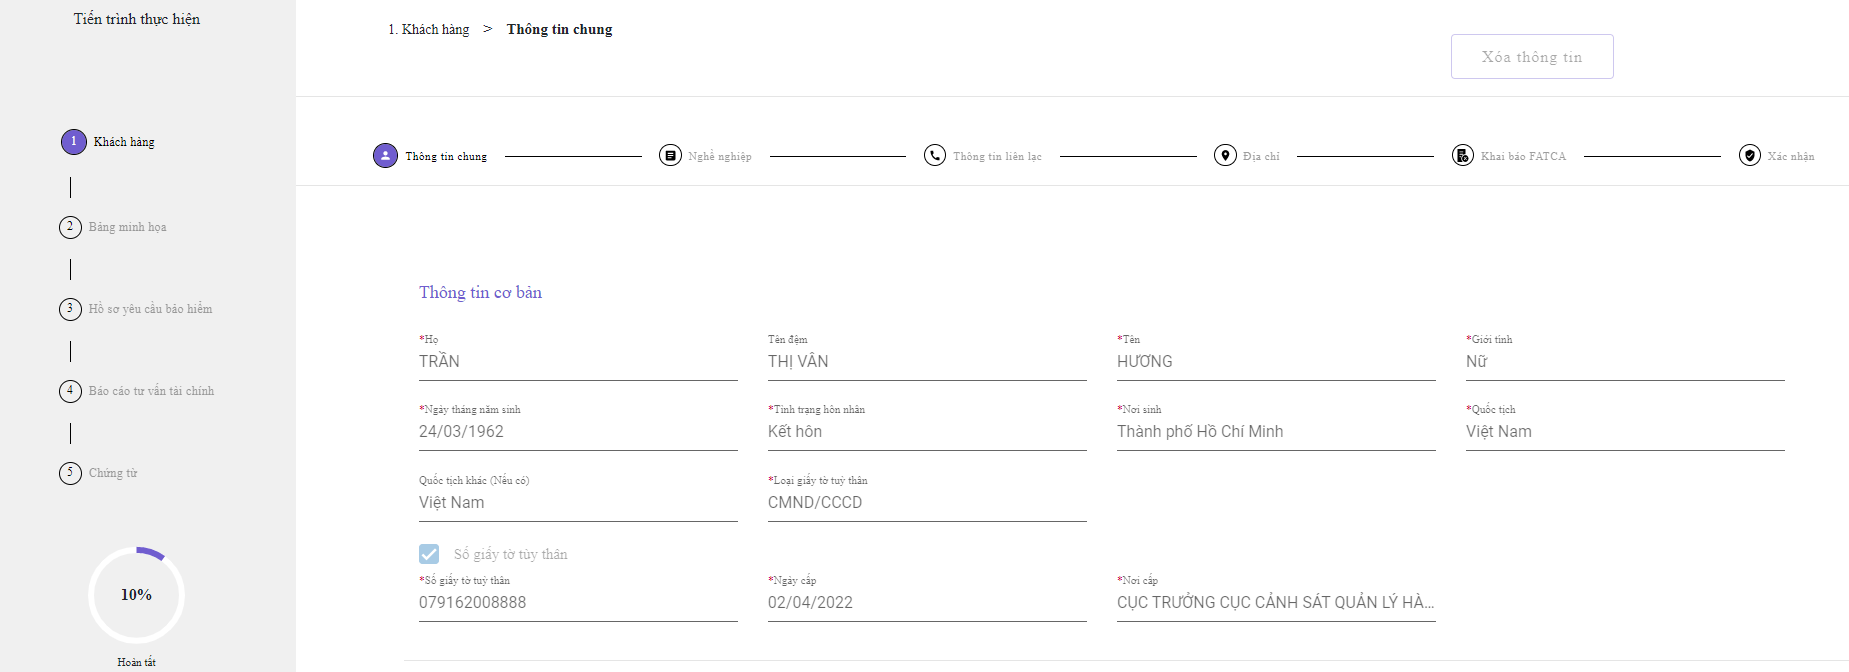 Tiến trình thực hiện
1 Khách hàng
2 Bảng minh họa
3 Hồ sơ yêu cầu bảo hiểm
4 Báo cáo tư vấn tài chính
5 Chứng từ
10%
Hoàn tất
1. Khách hàng > Thông tin chung
Xóa thông tin
Thông tin chung Nghề nghiệp Thông tin liên lạc Địa chỉ Khai báo FATCA Xác nhận
Thông tin cơ bản
*Họ Tên đệm *Tên *Giới tính
TRẦN THỊ VÂN HƯƠNG Nữ
*Ngày tháng năm sinh *Tình trạng hôn nhân *Nơi sinh *Quốc tịch
24/03/1962 Kết hôn Thành phố Hồ Chí Minh Việt Nam
Quốc tịch khác (Nếu có) *Loại giấy tờ tuỳ thân
Việt Nam CMND/CCCD
Số giấy tờ tùy thân
*Số giấy tờ tuỳ thân *Ngày cấp *Nơi cấp
079162008888 02/04/2022 CỤC TRƯỞNG CỤC CẢNH SÁT QUẢN LÝ HÀ...